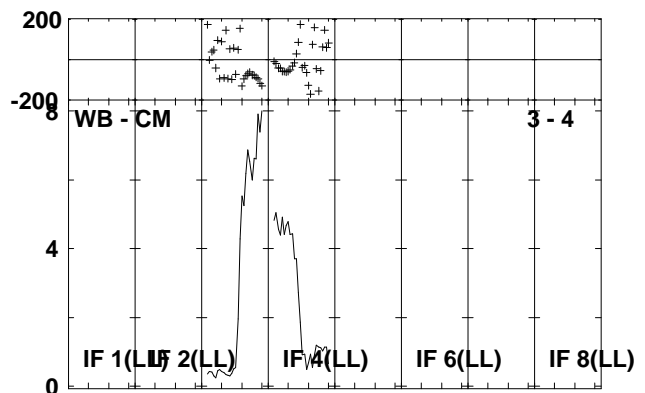 200
-200
8
WB - CM 3 - 4
4
IF 1(LL) IF 2(LL) IF 4(LL) IF 6(LL) IF 8(LL)
0